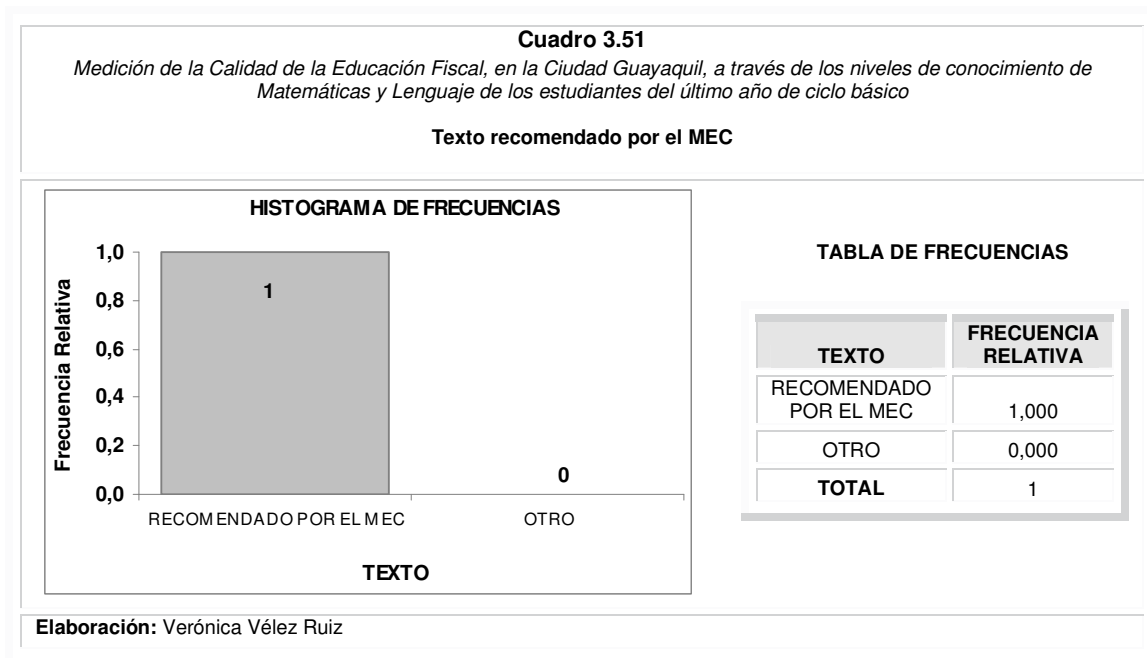 Cuadro 3.51
Medición de la Calidad de la Educación Fiscal, en la Ciudad Guayaquil, a través de los niveles de conocimiento de
Matemáticas y Lenguaje de los estudiantes del último año de ciclo básico
Texto recomendado por el MEC
HISTOGRAMA DE FRECUENCIAS
Frecuencia Relativa
1,0
0,8
0,6
0,4
0,2
0,0
1
0
RECOMENDADO POR EL MEC OTRO
TEXTO
TABLA DE FRECUENCIAS
TEXTO FRECUENCIA
RELATIVA
RECOMENDADO
POR EL MEC 1,000
OTRO 0,000
TOTAL 1
Elaboración: Verónica Vélez Ruiz